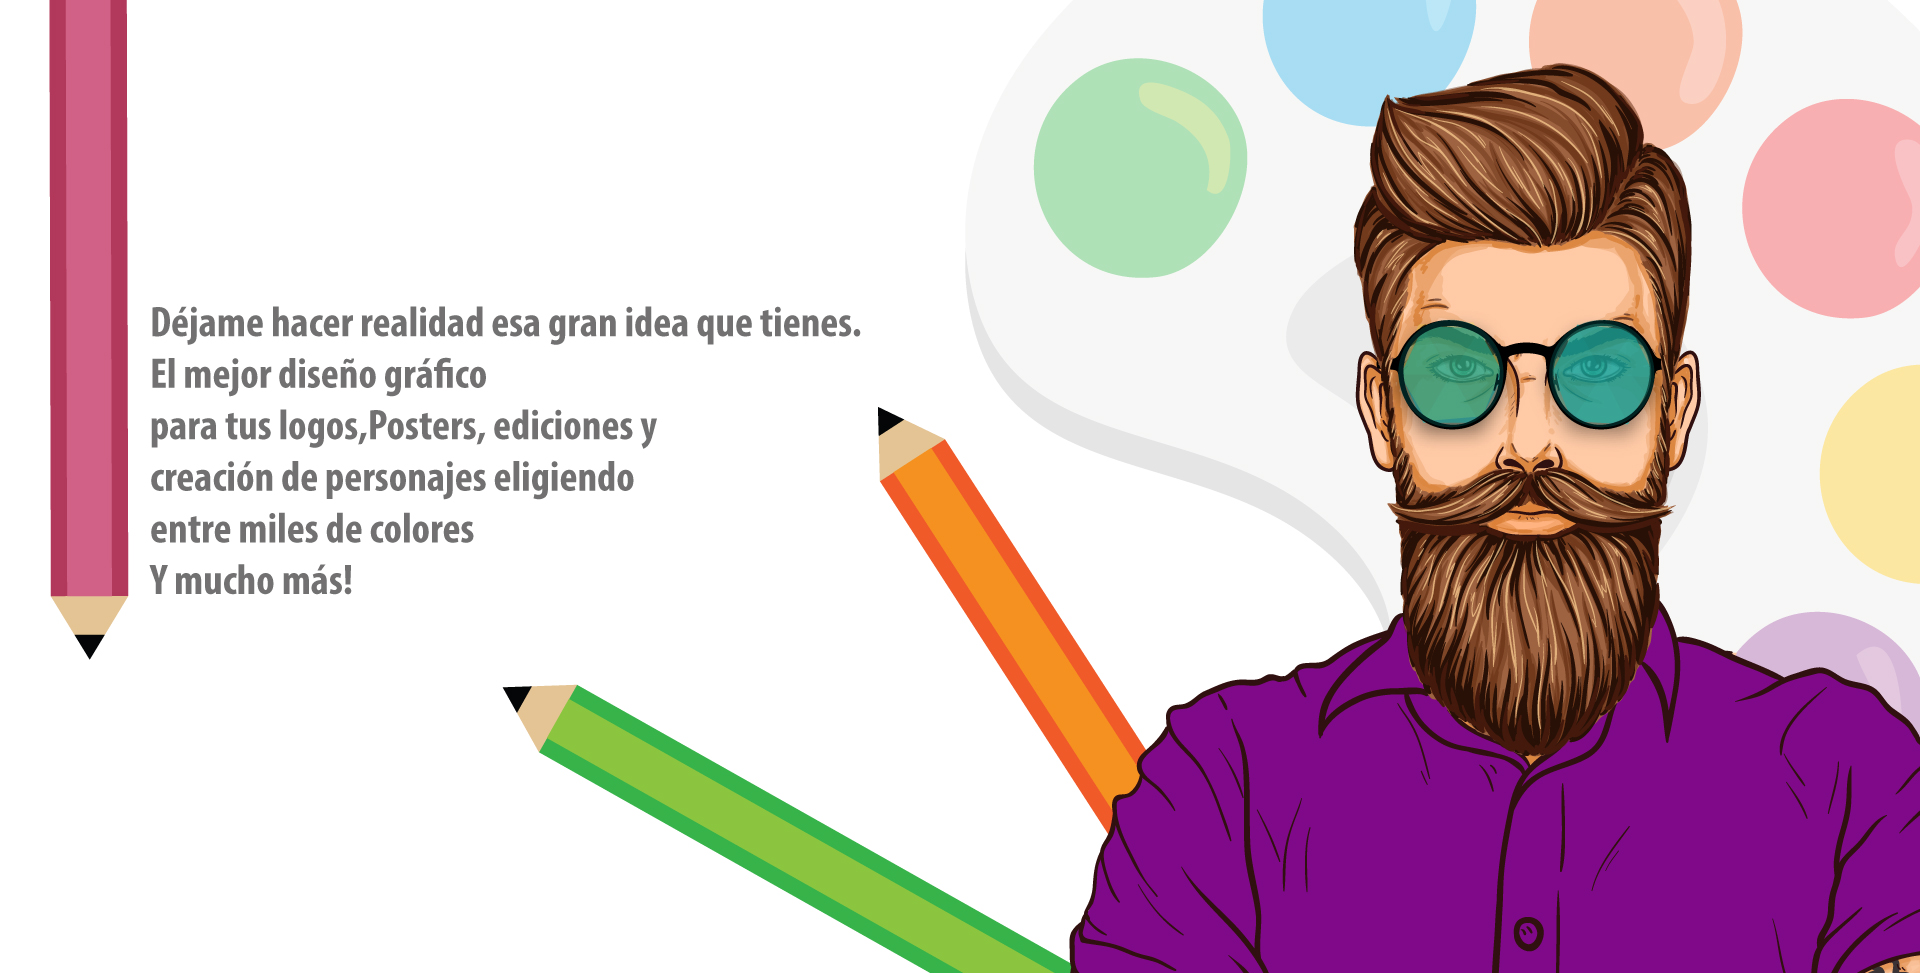 Déjame hacer realidad esa gran idea que tienes.
El mejor diseño gráfico
para tus logos,Posters, ediciones y
creación de personajes eligiendo
entre miles de colores
Y mucho más!